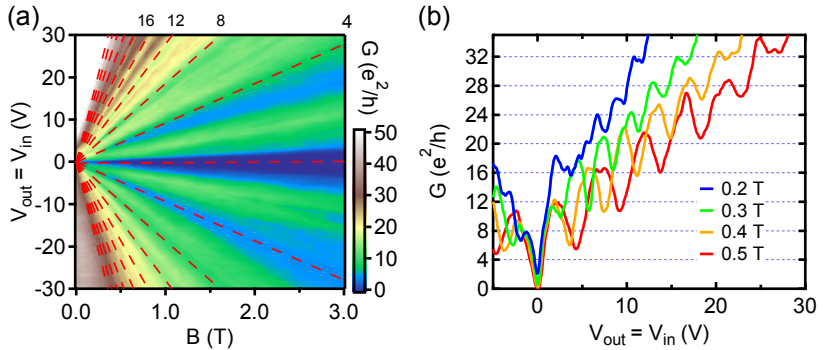 (a)
16 12 8 4
30
20
10
0
-10
-20
-30
V_out = V_in (V)
0.0 1.0 2.0 3.0
B (T)
G (e²/h)
50
40
30
20
10
0
(b)
32
28
24
20
16
12
8
4
0
G (e²/h)
0.2 T
0.3 T
0.4 T
0.5 T
0 10 20 30
V_out = V_in (V)